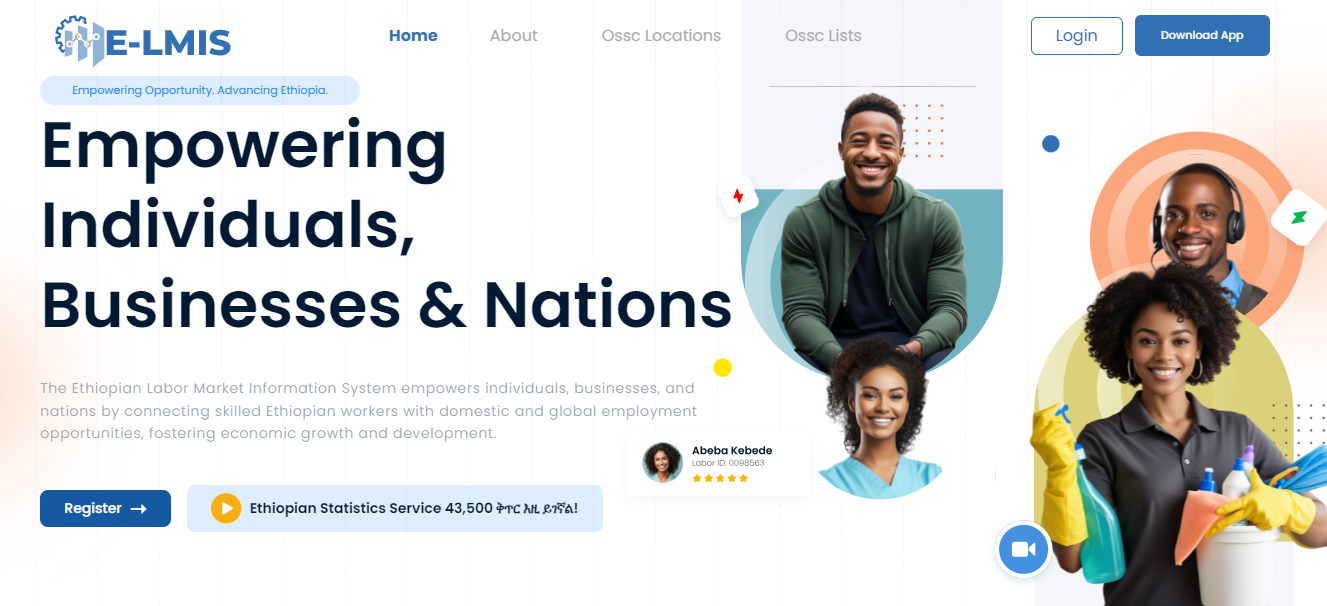 E-LMIS
Home
About
Ossc Locations
Ossc Lists
Login
Download App
Empowering Opportunity. Advancing Ethiopia.
Empowering
Individuals,
Businesses & Nations
The Ethiopian Labor Market Information System empowers individuals, businesses, and
nations by connecting skilled Ethiopian workers with domestic and global employment
opportunities, fostering economic growth and development.
Abeba Kebede
Labor ID: 0098563
Register
Ethiopian Statistics Service 43,500 ቅጥር እዚ ይገኛል!